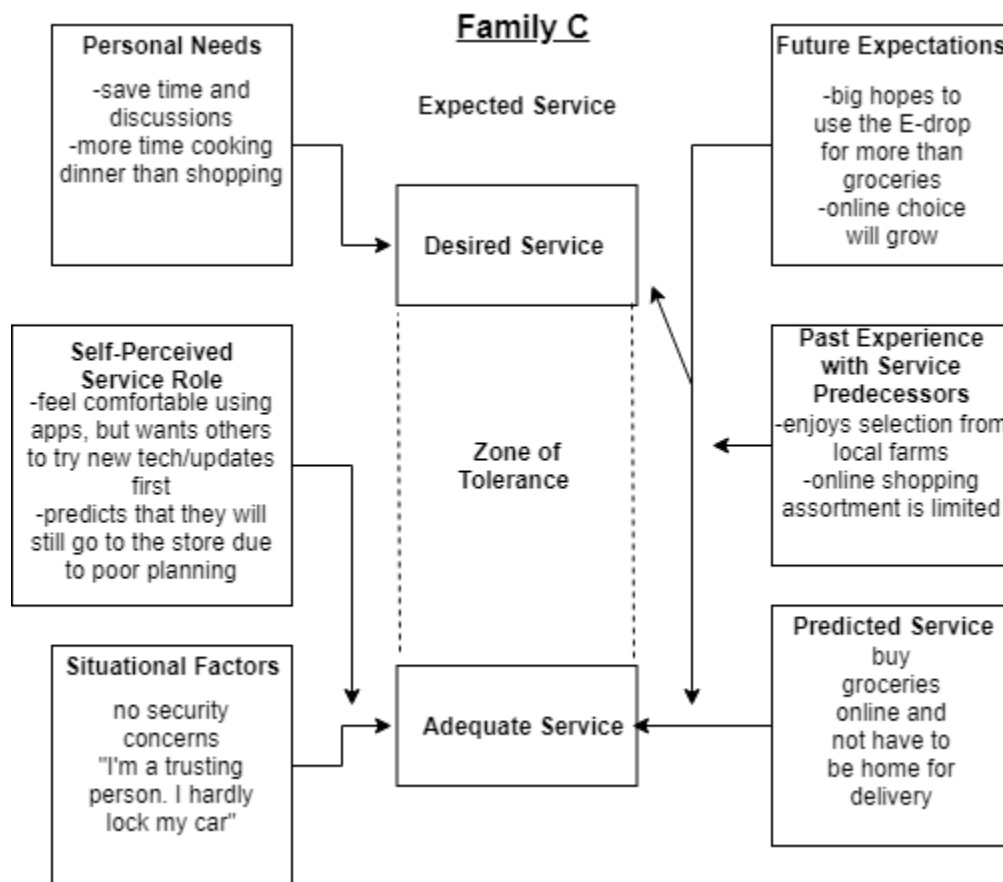 Family C
Personal Needs
-save time and
discussions
-more time cooking
dinner than shopping
Expected Service
Future Expectations
-big hopes to
use the E-drop
for more than
groceries
-online choice
will grow
Desired Service
Self-Perceived
Service Role
-feel comfortable using
apps, but wants others
to try new tech/updates
first
-predicts that they will
still go to the store due
to poor planning
Zone of
Tolerance
Past Experience
with Service
Predecessors
-enjoys selection from
local farms
-online shopping
assortment is limited
Situational Factors
no security
concerns
"I'm a trusting
person. I hardly
lock my car"
Adequate Service
Predicted Service
buy
groceries
online and
not have to
be home for
delivery